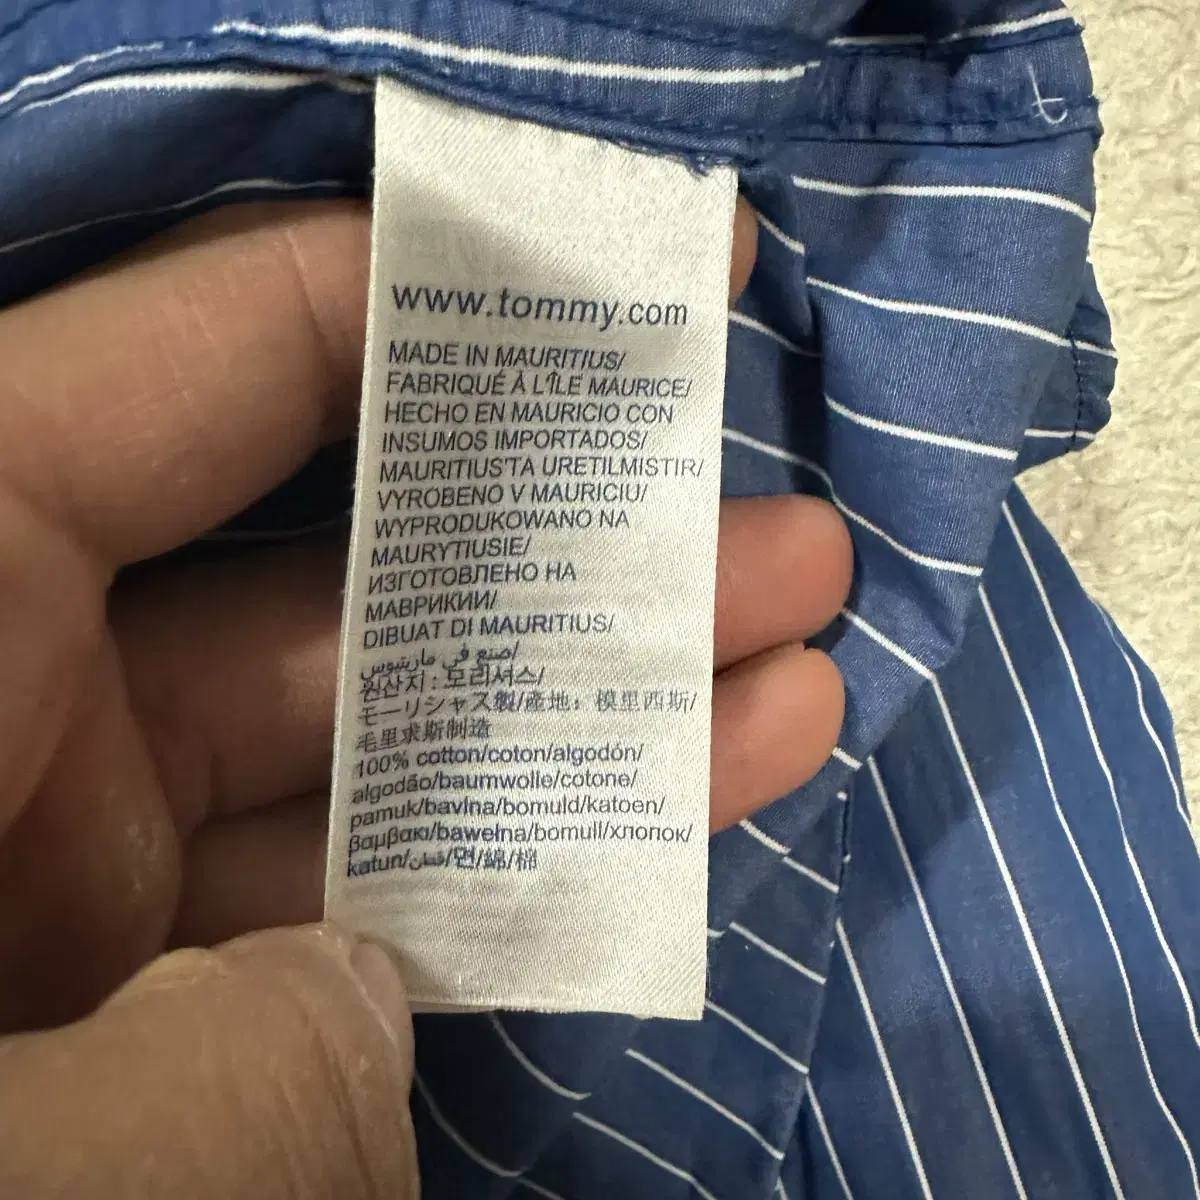 www.tommy.com
MADE IN MAURITIUS/
FABRIQUÉ À L'ÎLE MAURICE/
HECHO EN MAURICIO CON
INSUMOS IMPORTADOS/
MAURITIUS'TA URETILMISTIR/
VYROBENO V MAURICIU/
WYPRODUKOWANO NA
MAURYTIUSIE/
ИЗГОТОВЛЕНО НА
МАВРИКИИ/
DIBUAT DI MAURITIUS/
صنع في مارىتيوس/
원산지: 모리셔스/
モーリシャス製/產地：模里西斯/
毛里求斯制造
100% cotton/coton/algodón/
algodão/baumwolle/cotone/
pamuk/bavlna/bomuld/katoen/
βαμβακι/bawełna/bomull/хлопок/
katun/قطن/면/綿/棉